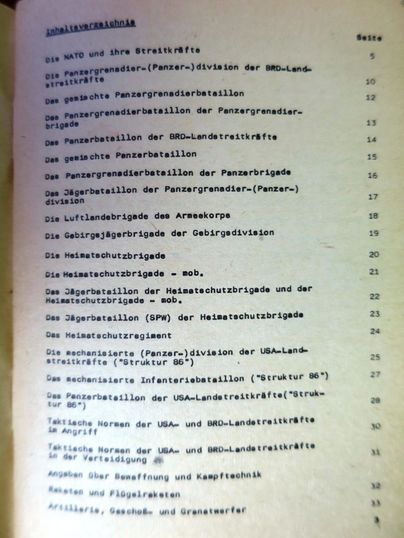 Inhaltsverzeichnis
Seite
Die NATO und ihre Streitkräfte 5
Die Panzergrenadier-(Panzer-)division der BRD-Land-
streitkräfte 10
Das gemischte Panzergrenadierbataillon 12
Das Panzergrenadierbataillon der Panzergrenadier-
brigade 13
Das Panzerbataillon der BRD-Landstreitkräfte 14
Das gemischte Panzerbataillon 15
Das Panzergrenadierbataillon der Panzerbrigade 16
Das Jägerbataillon der Panzergrenadier-(Panzer-)
division 17
Die Luftlandebrigade des Armeekorps 18
Die Gebirgsjägerbrigade der Gebirgsdivision 19
Die Heimatschutzbrigade 20
Die Heimatschutzbrigade - mob. 21
Das Jägerbataillon der Heimatschutzbrigade und der
Heimatschutzbrigade - mob. 22
Das Jägerbataillon (SPW) der Heimatschutzbrigade 23
Das Heimatschutzregiment 24
Die mechanisierte (Panzer-)division der USA-Land-
streitkräfte ("Struktur 86") 25
Das mechanisierte Infanteriebataillon ("Struktur 86") 27
Das Panzerbataillon der USA-Landstreitkräfte("Struk-
tur 86") 28
Taktische Normen der USA- und BRD-Landstreitkräfte
im Angriff 30
Taktische Normen der USA- und BRD-Landstreitkräfte
in der Verteidigung 31
Angaben über Bewaffnung und Kampftechnik
Raketen und Flügelraketen 32
Artillerie, Geschoß- und Granatwerfer 33
3